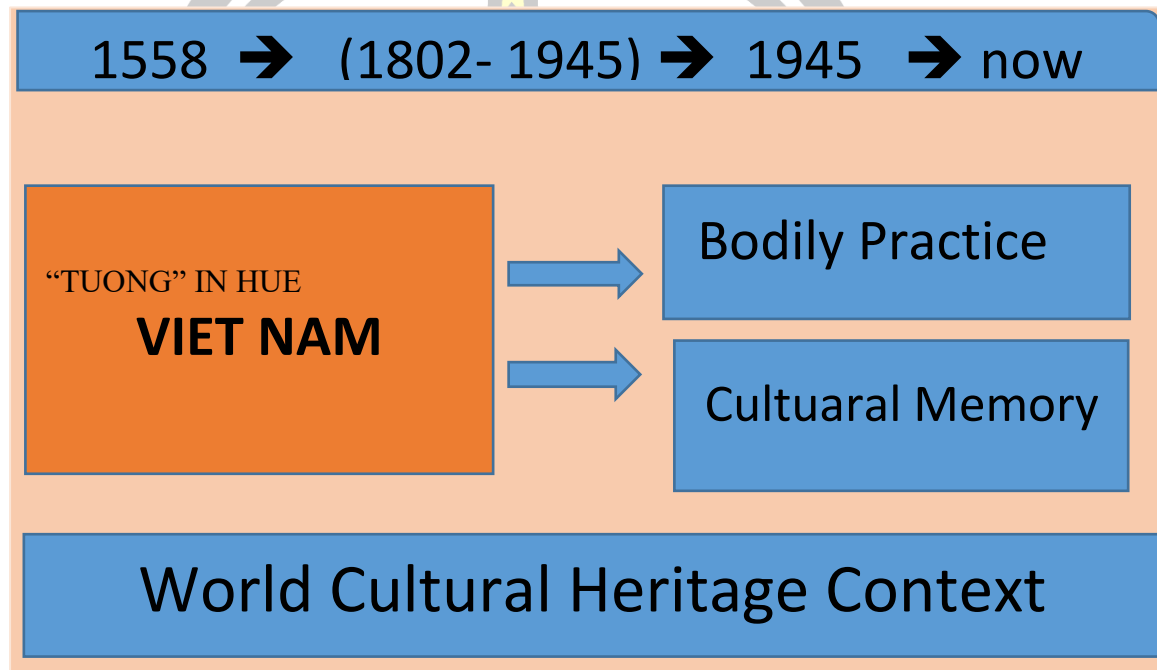 1558 ➔ (1802- 1945) ➔ 1945 ➔ now
“TUONG” IN HUE
VIET NAM
Bodily Practice
Cultuaral Memory
World Cultural Heritage Context